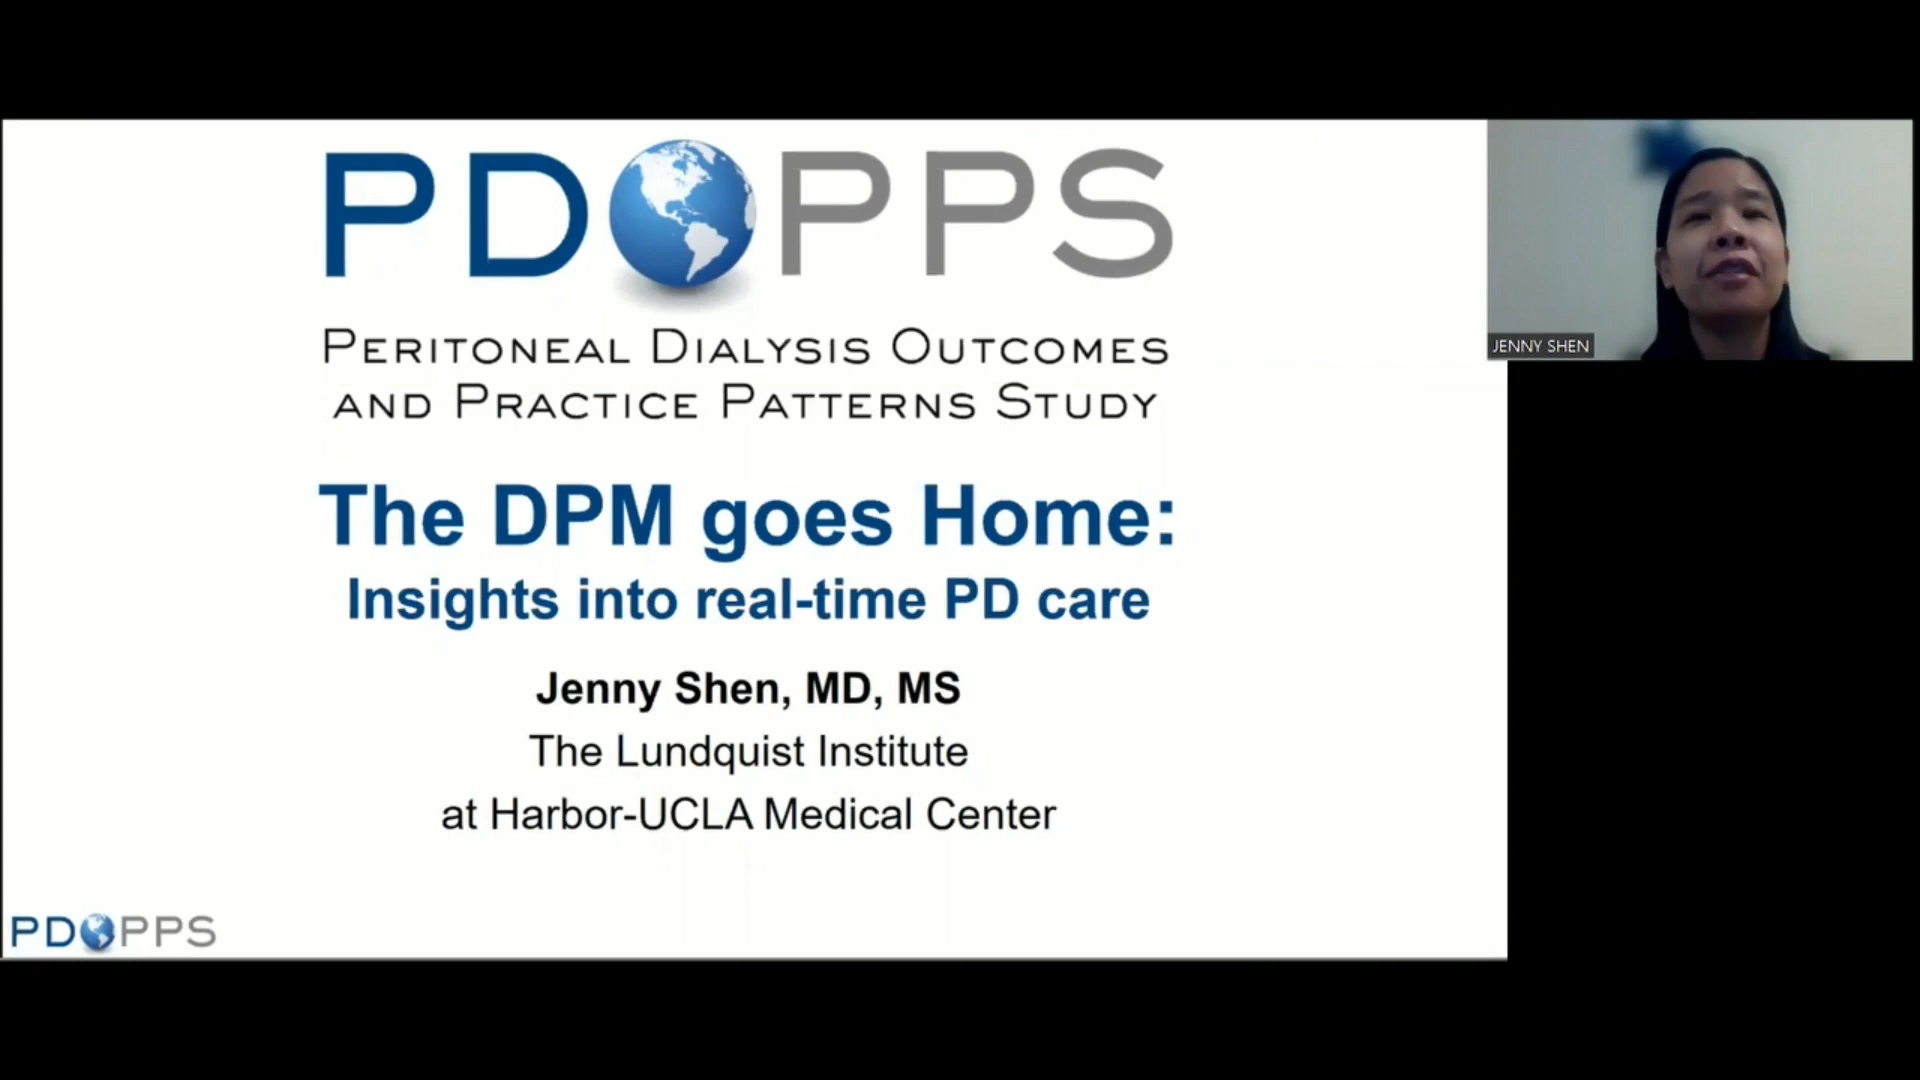 PDOPPS
PERITONEAL DIALYSIS OUTCOMES
AND PRACTICE PATTERNS STUDY
The DPM goes Home:
Insights into real-time PD care
Jenny Shen, MD, MS
The Lundquist Institute
at Harbor-UCLA Medical Center
PDOPPS
JENNY SHEN